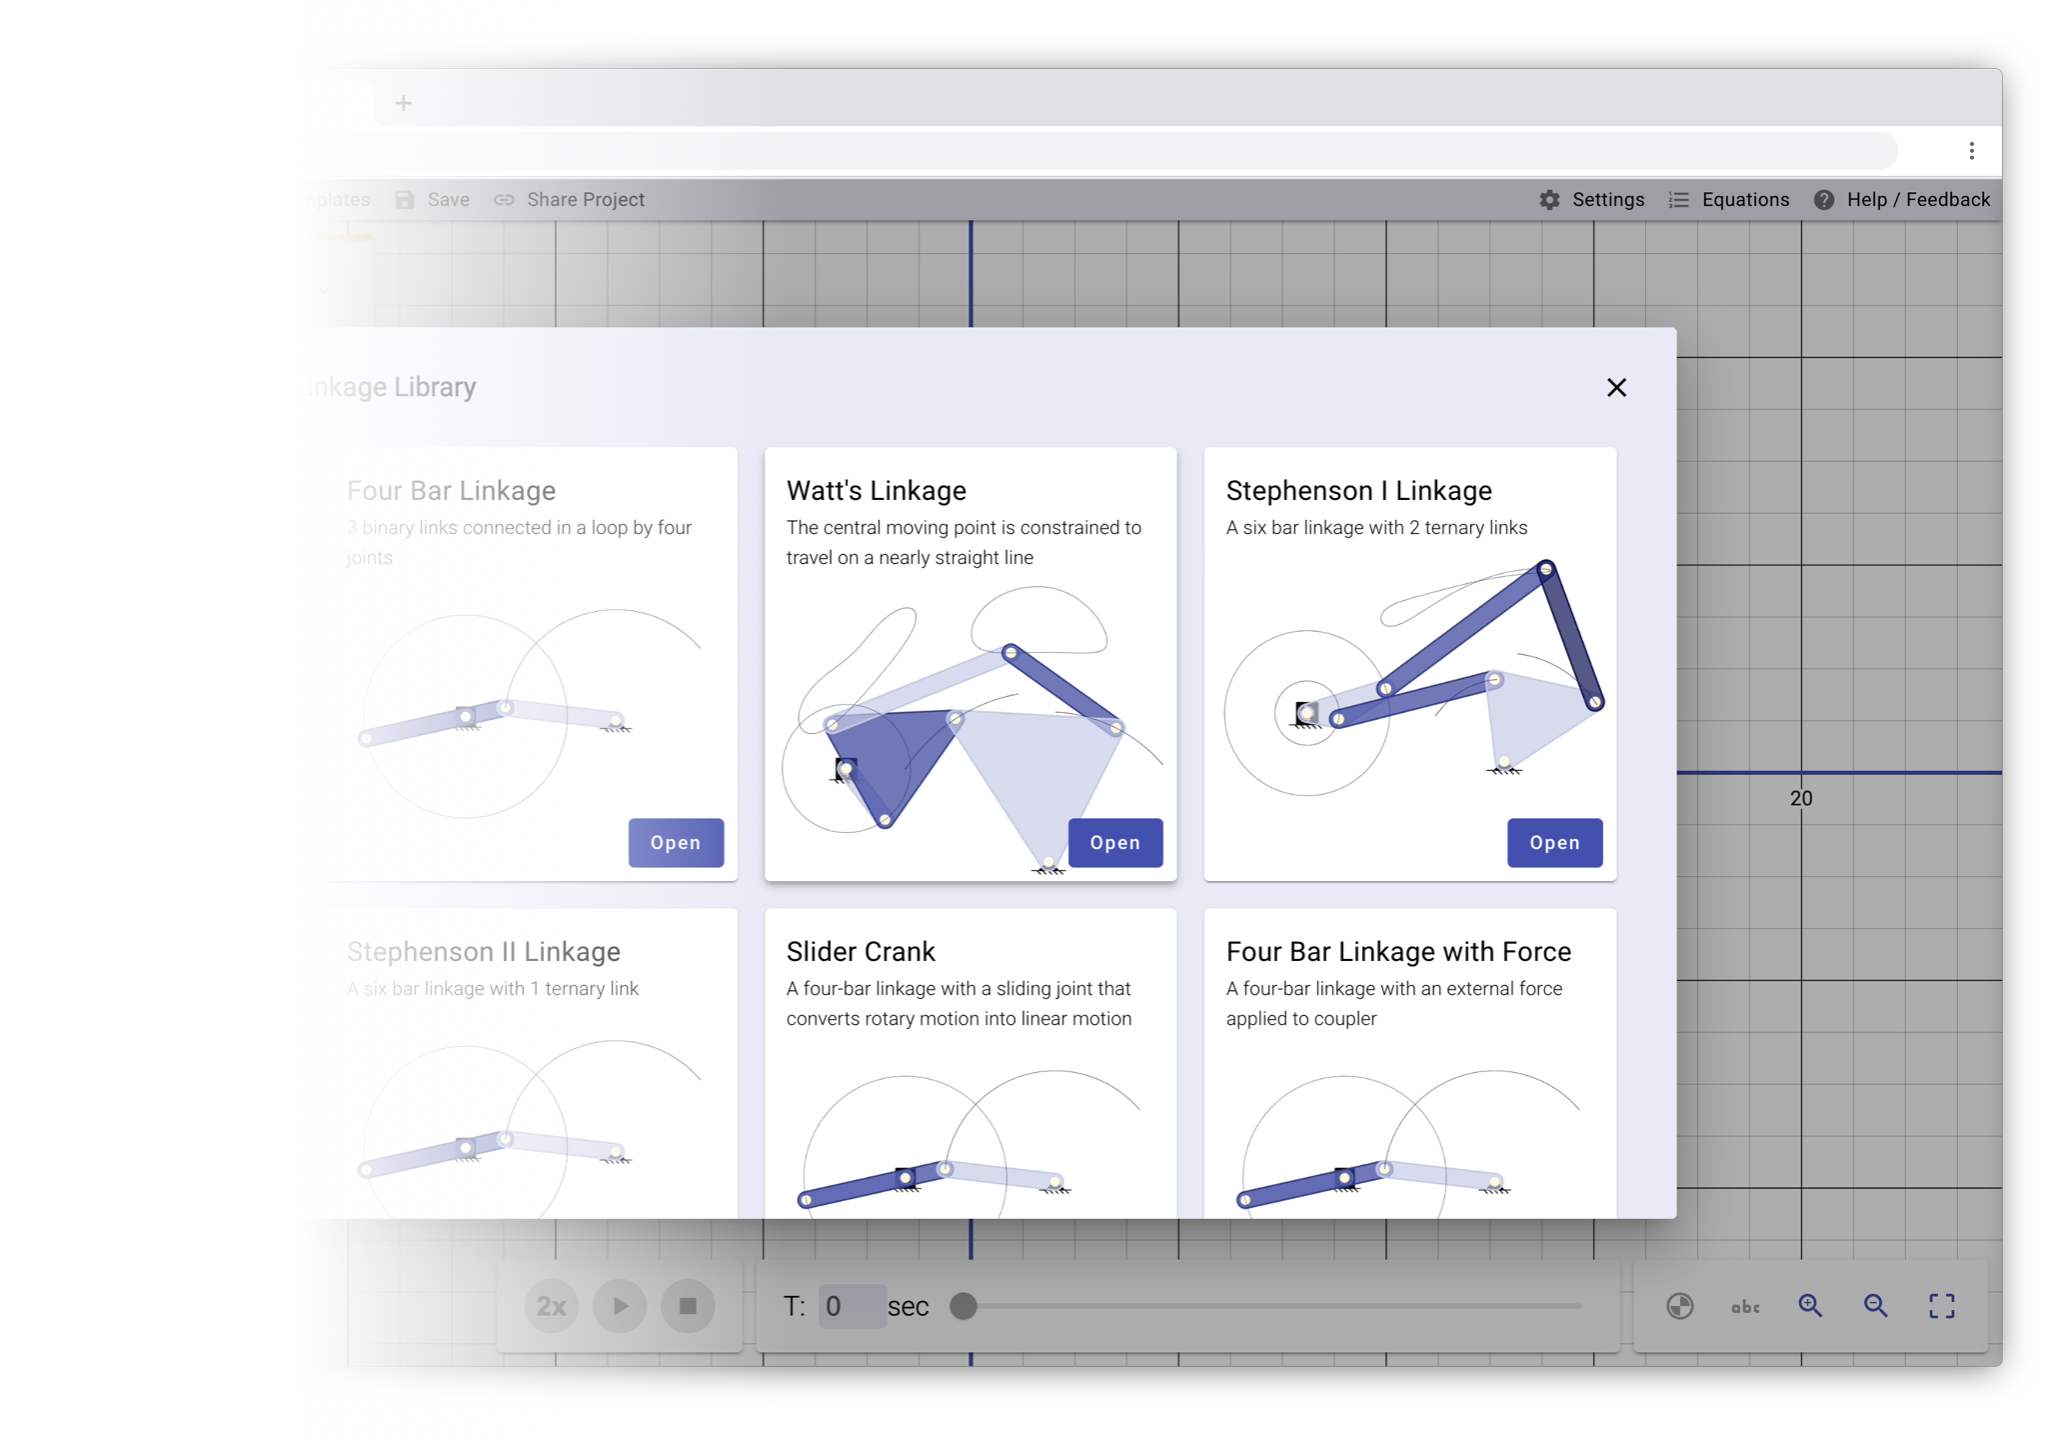 Save Share Project Settings Equations Help / Feedback
Library
Four Bar Linkage
3 binary links connected in a loop by four
joints
Open
Watt's Linkage
The central moving point is constrained to
travel on a nearly straight line
Open
Stephenson I Linkage
A six bar linkage with 2 ternary links
Open
20
Stephenson II Linkage
A six bar linkage with 1 ternary link
Slider Crank
A four-bar linkage with a sliding joint that
converts rotary motion into linear motion
Four Bar Linkage with Force
A four-bar linkage with an external force
applied to coupler
2x T: 0 sec abc